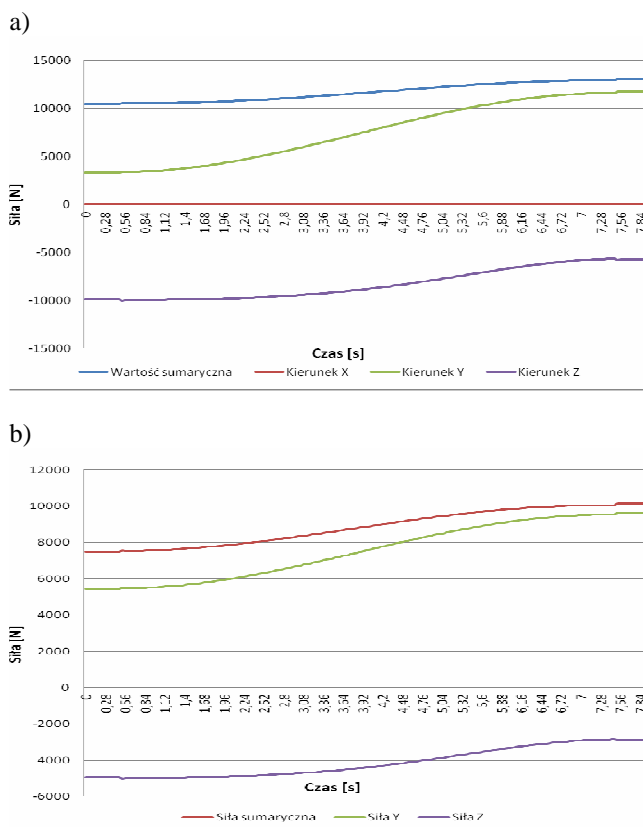 a)
15000
10000
5000
0
-5000
-10000
-15000
Siła [N]
0 0,28 0,56 0,84 1,12 1,4 1,68 1,96 2,24 2,52 2,8 3,08 3,36 3,64 3,92 4,2 4,48 4,76 5,04 5,32 5,6 5,88 6,16 6,44 6,72 7 7,28 7,56 7,84
Czas [s]
Wartość sumaryczna Kierunek X Kierunek Y Kierunek Z
b)
12000
10000
8000
6000
4000
2000
0
-2000
-4000
-6000
Siła [N]
0 0,28 0,56 0,84 1,12 1,4 1,68 1,96 2,24 2,52 2,8 3,08 3,36 3,64 3,92 4,2 4,48 4,76 5,04 5,32 5,6 5,88 6,16 6,44 6,72 7 7,28 7,56 7,84
Czas [s]
Siła sumaryczna Siła Y Siła Z